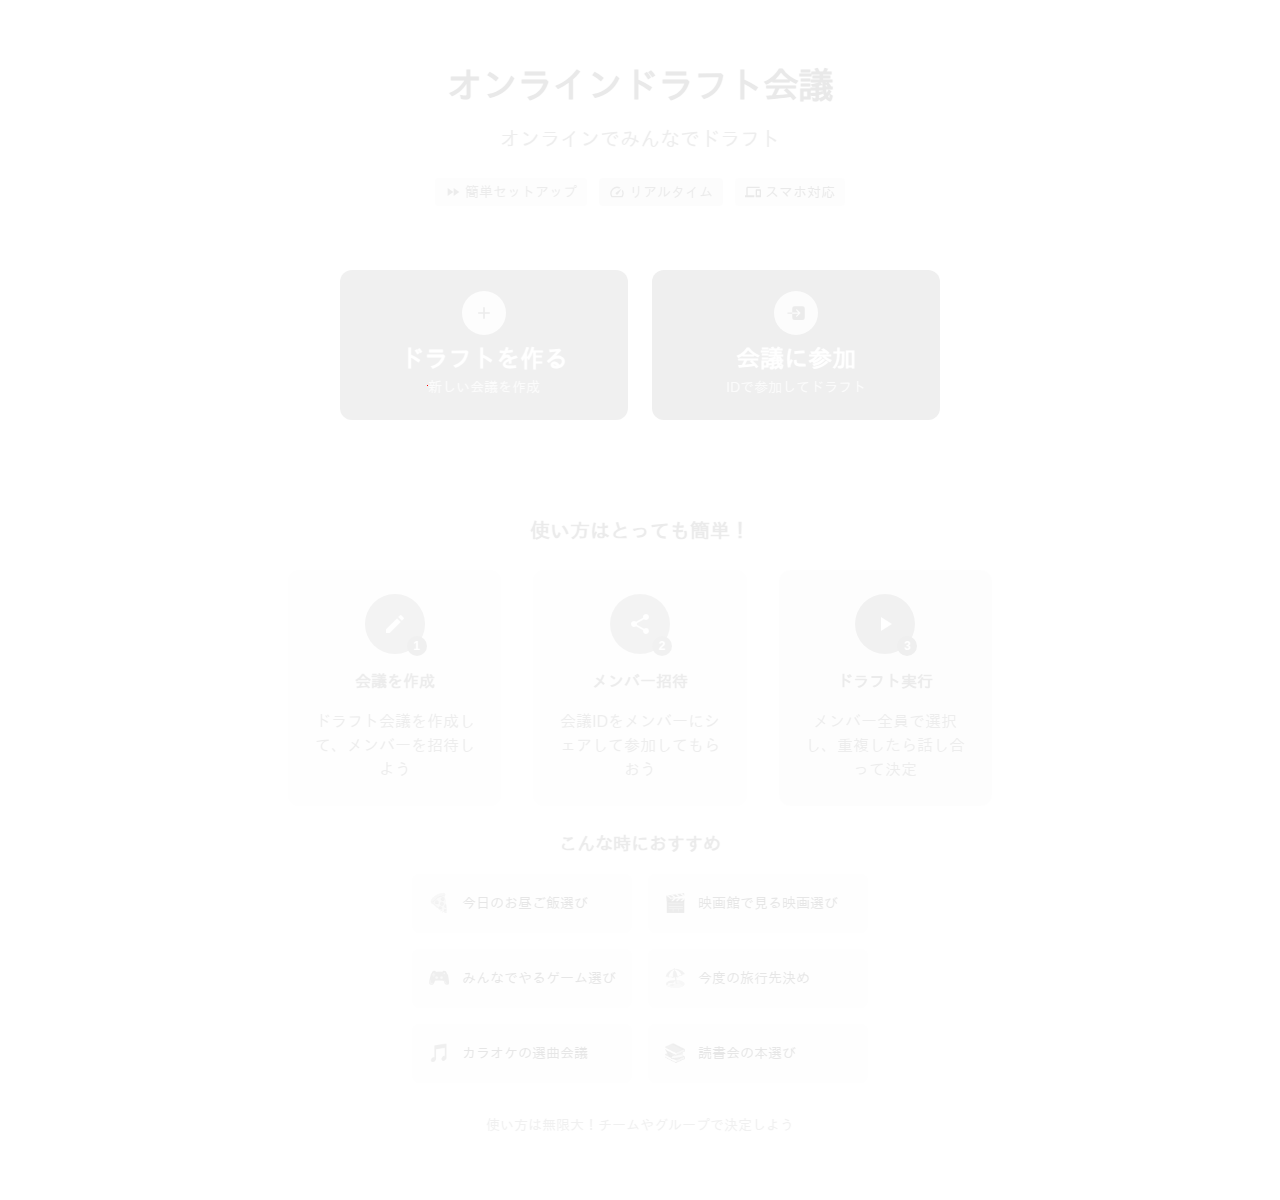 オンラインドラフト会議
オンラインでみんなでドラフト
簡単セットアップ
リアルタイム
スマホ対応
ドラフトを作る
新しい会議を作成
会議に参加
IDで参加してドラフト
使い方はとっても簡単！
1
会議を作成
ドラフト会議を作成し
て、メンバーを招待し
よう
2
メンバー招待
会議IDをメンバーにシ
ェアして参加してもら
おう
3
ドラフト実行
メンバー全員で選択
し、重複したら話し合
って決定
こんな時におすすめ
今日のお昼ご飯選び
映画館で見る映画選び
みんなでやるゲーム選び
今度の旅行先決め
カラオケの選曲会議
読書会の本選び
使い方は無限大！チームやグループで決定しよう